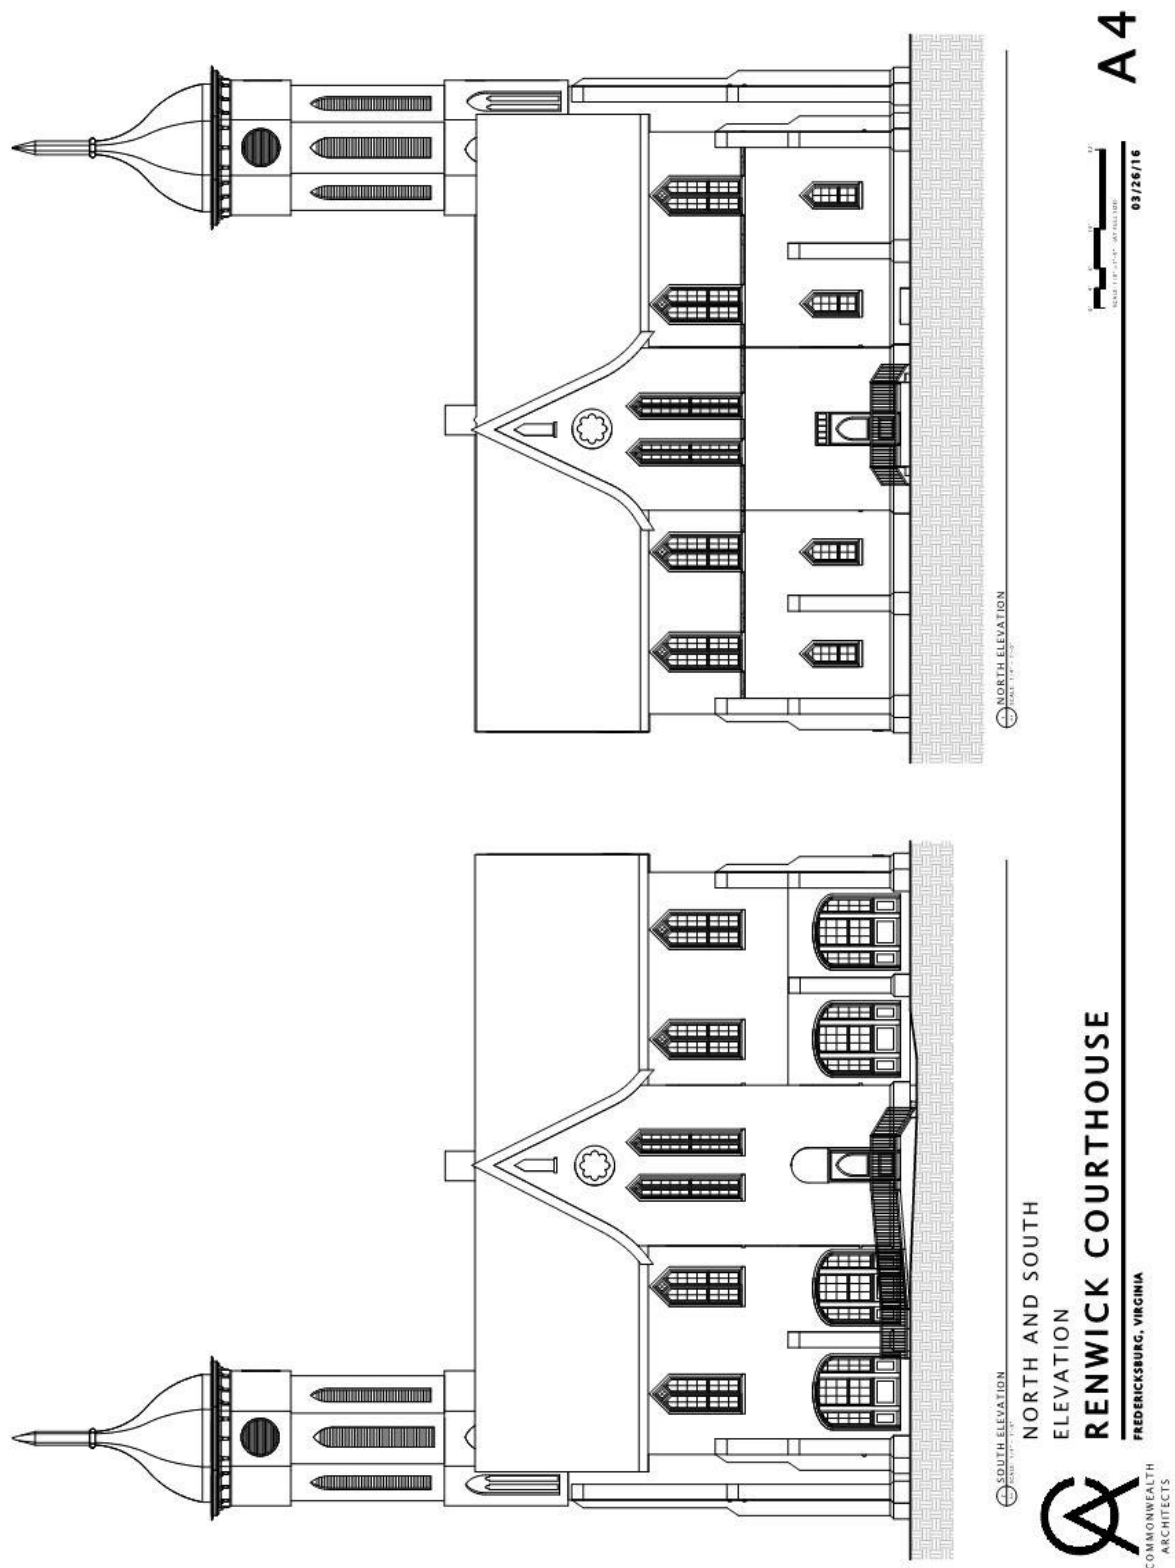 SOUTH ELEVATION
NORTH ELEVATION
NORTH AND SOUTH
ELEVATION
RENWICK COURTHOUSE
FREDERICKSBURG, VIRGINIA
03/26/16
A4
COMMONWEALTH
ARCHITECTS